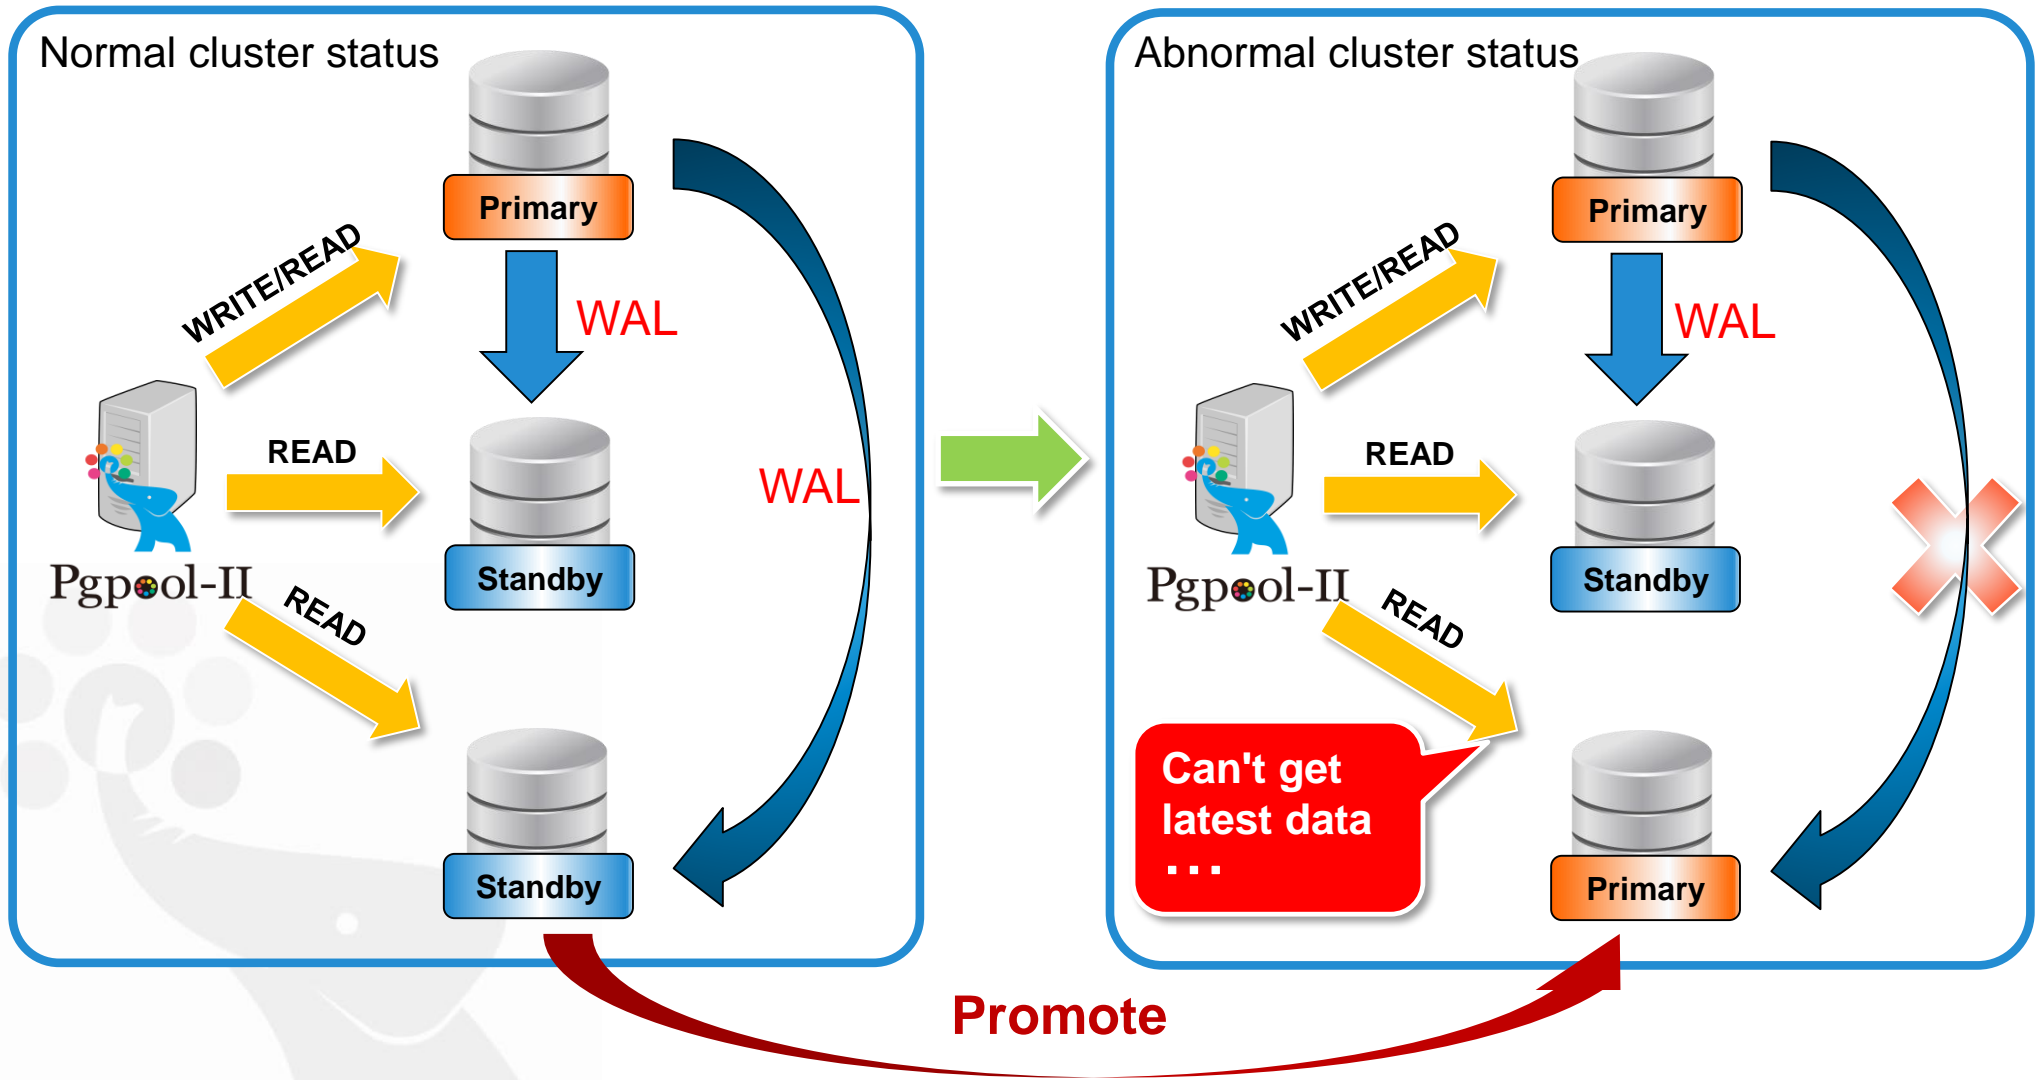 Normal cluster status
Primary
WRITE/READ
WAL
READ
WAL
Standby
Pgpool-II
READ
Standby
Abnormal cluster status
Primary
WRITE/READ
WAL
READ
Standby
Pgpool-II
READ
Can't get
latest data
...
Primary
Promote